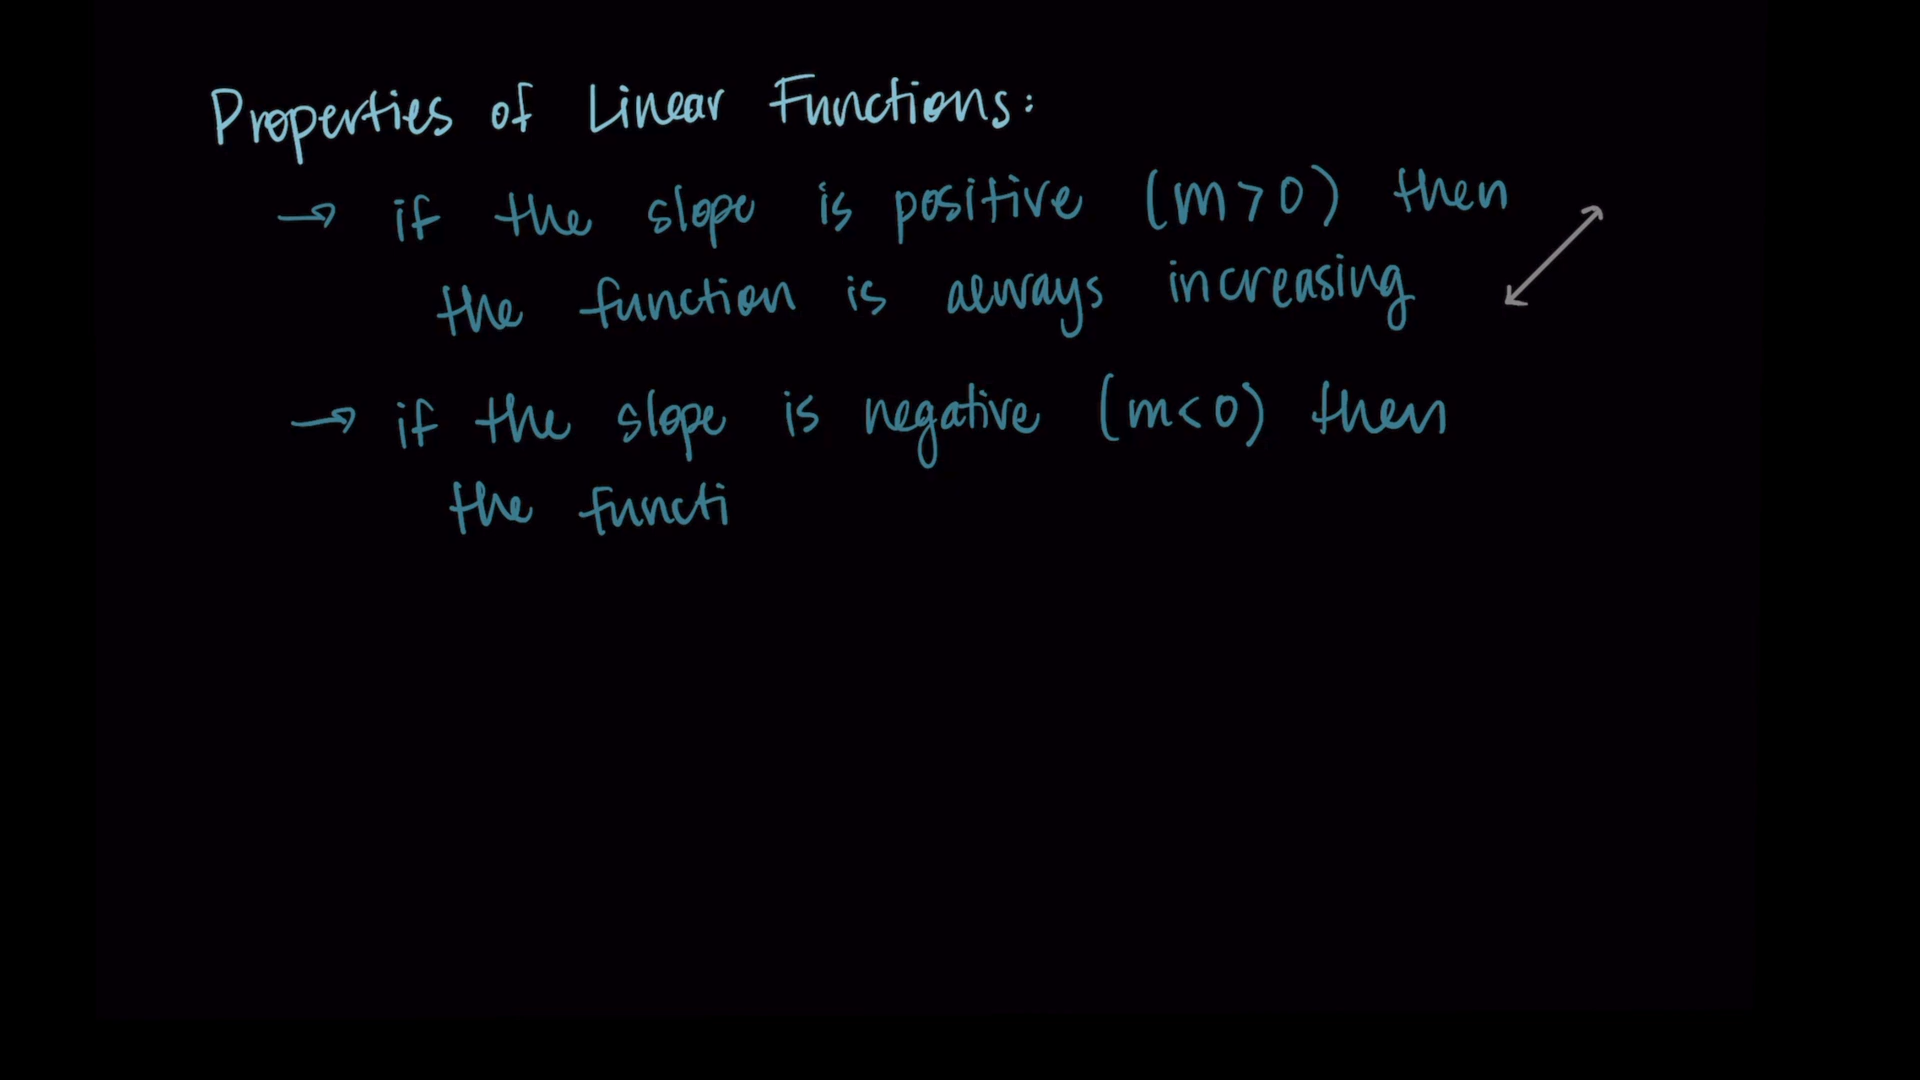 Properties of Linear Functions:
→ if the slope is positive (m>0) then
the function is always increasing
→ if the slope is negative (m<0) then
the functi